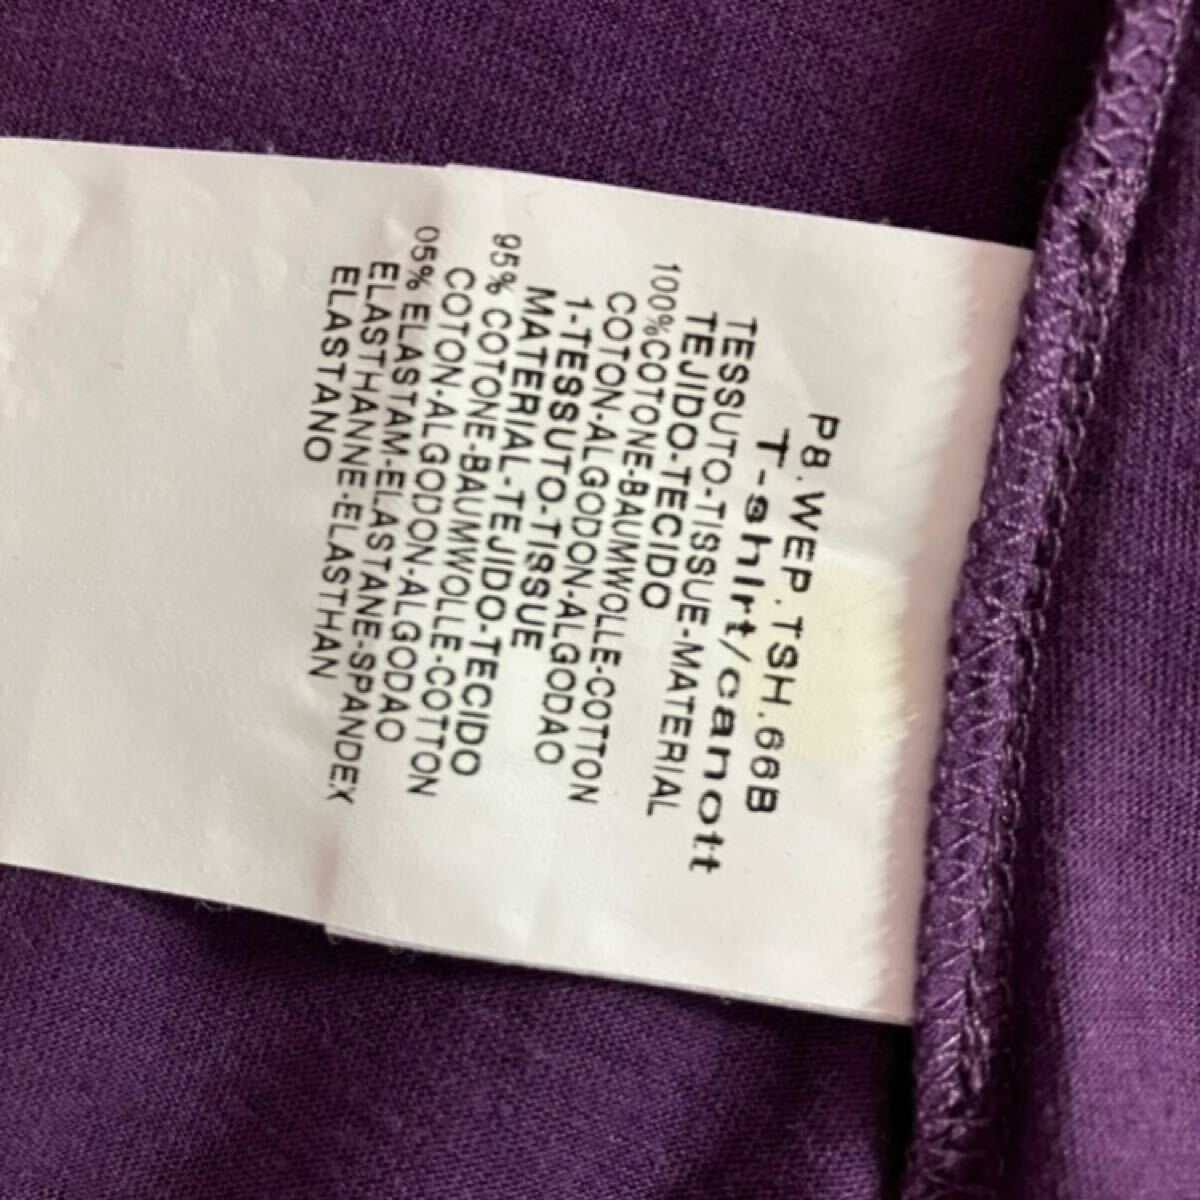 P8.WEP.TSH.66B
T-shirt/canott
TESSUTO-TISSUE-MATERIAL
TEJIDO-TECIDO
100%COTONE-BAUMWOLLE-COTTON
COTON-ALGODON-ALGODAO
1-TESSUTO-TISSUE
MATERIAL-TEJIDO-TECIDO
95% COTONE-BAUMWOLLE-COTTON
COTON-ALGODON-ALGODAO
05% ELASTAM-ELASTANE-SPANDEX
ELASTHANNE-ELASTHAN
ELASTANO